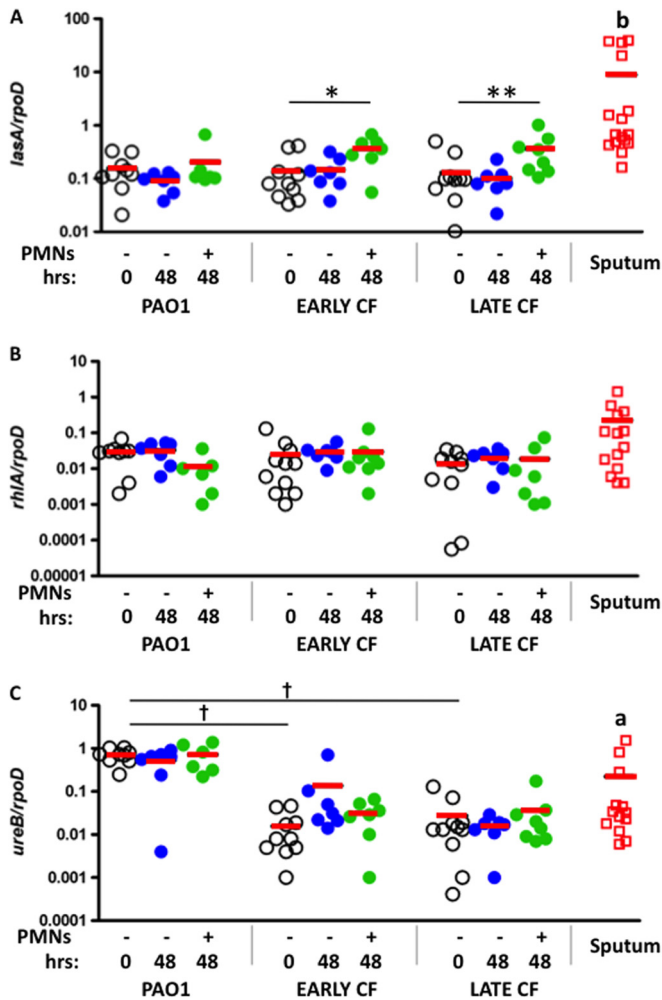 A
100
b
10
1
* **
0.1
0.01
lasA/rpoD
PMNs - - + - - + - - +
Sputum
hrs: 0 48 48 0 48 48 0 48 48
PAO1 EARLY CF LATE CF
B
10
1
0.1
0.01
0.001
0.0001
0.00001
rhlA/rpoD
PMNs - - + - - + - - +
Sputum
hrs: 0 48 48 0 48 48 0 48 48
PAO1 EARLY CF LATE CF
C
10
† †
a
1
0.1
0.01
0.001
0.0001
ureB/rpoD
PMNs - - + - - + - - +
Sputum
hrs: 0 48 48 0 48 48 0 48 48
PAO1 EARLY CF LATE CF